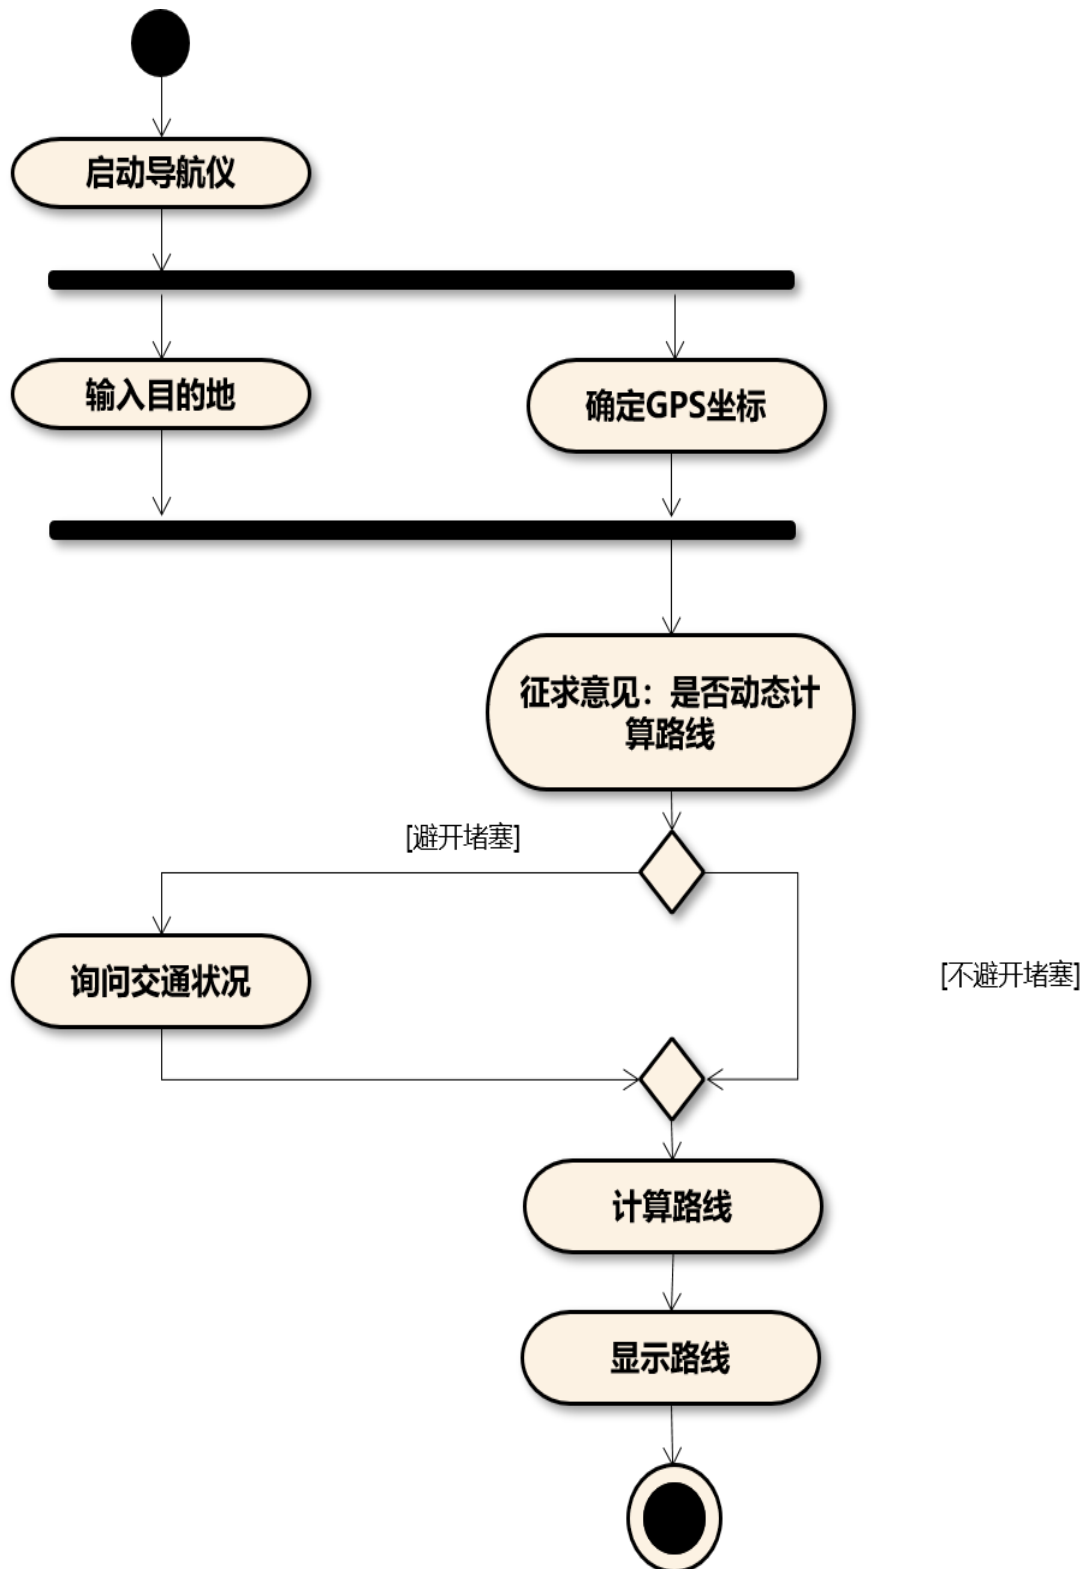 启动导航仪
输入目的地
确定GPS坐标
征求意见：是否动态计
算路线
[避开堵塞]
询问交通状况
[不避开堵塞]
计算路线
显示路线